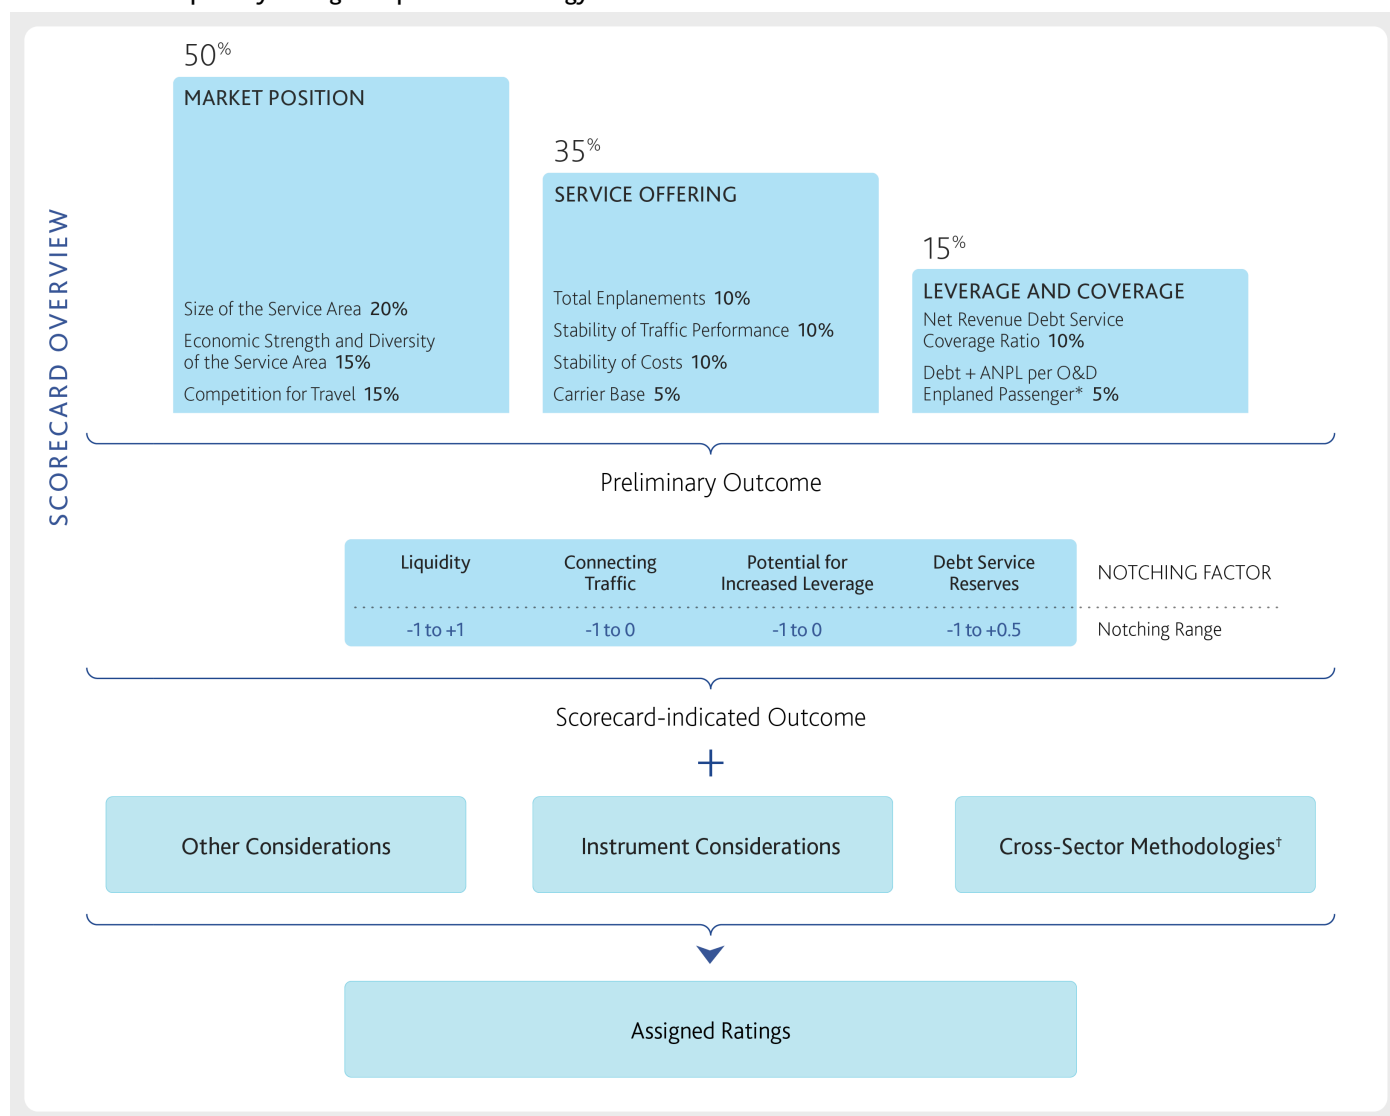 50%
MARKET POSITION
Size of the Service Area 20%
Economic Strength and Diversity
of the Service Area 15%
Competition for Travel 15%
35%
SERVICE OFFERING
Total Enplanements 10%
Stability of Traffic Performance 10%
Stability of Costs 10%
Carrier Base 5%
15%
LEVERAGE AND COVERAGE
Net Revenue Debt Service
Coverage Ratio 10%
Debt + ANPL per O&D
Enplaned Passenger* 5%
SCORECARD OVERVIEW
Preliminary Outcome
Liquidity
Connecting
Traffic
Potential for
Increased Leverage
Debt Service
Reserves
NOTCHING FACTOR
-1 to +1
-1 to 0
-1 to 0
-1 to +0.5
Notching Range
Scorecard-indicated Outcome
+
Other Considerations
Instrument Considerations
Cross-Sector Methodologies†
Assigned Ratings